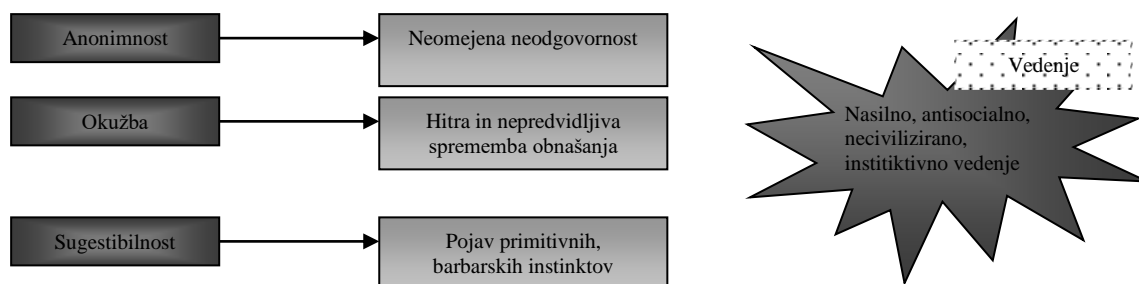 Anonimnost
Neomejena neodgovornost
Vedenje
Okužba
Hitra in nepredvidljiva
sprememba obnašanja
Nasilno, antisocialno,
necivilizirano,
institiktivno vedenje
Sugestibilnost
Pojav primitivnih,
barbarskih instinktov